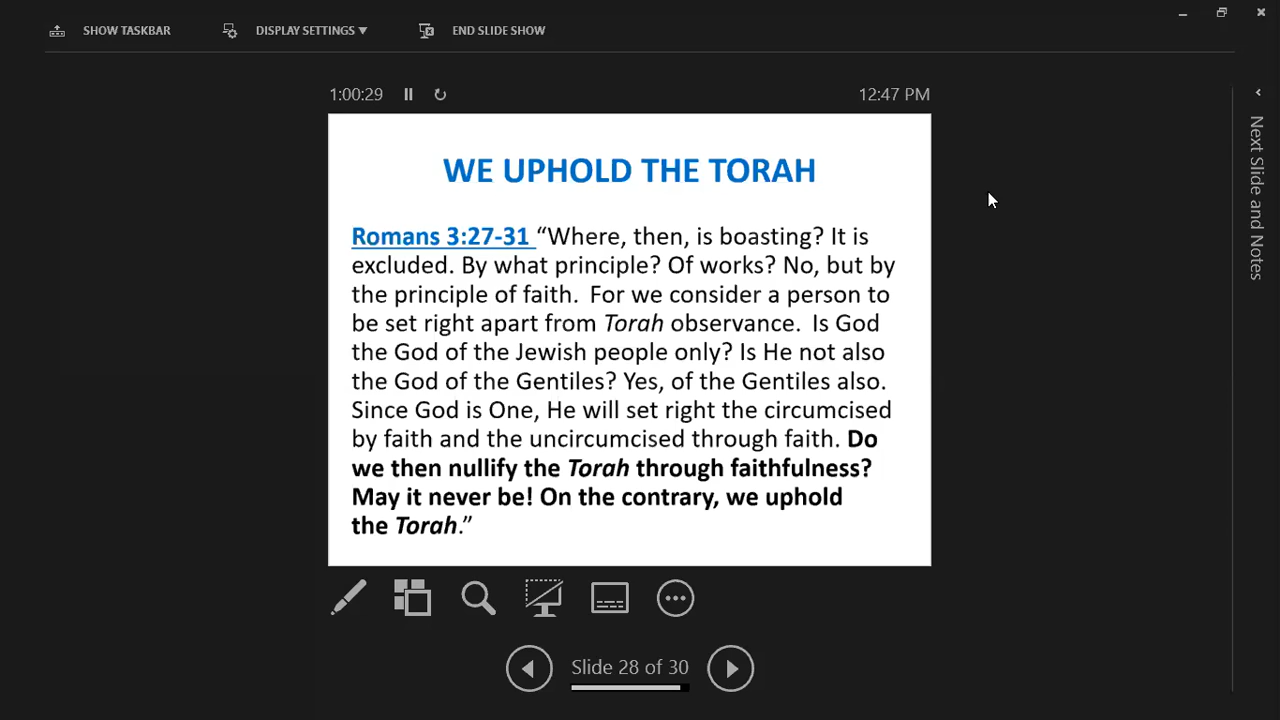 SHOW TASKBAR
DISPLAY SETTINGS ▼
END SLIDE SHOW
1:00:29
12:47 PM
WE UPHOLD THE TORAH
Romans 3:27-31 “Where, then, is boasting? It is
excluded. By what principle? Of works? No, but by
the principle of faith. For we consider a person to
be set right apart from Torah observance. Is God
the God of the Jewish people only? Is He not also
the God of the Gentiles? Yes, of the Gentiles also.
Since God is One, He will set right the circumcised
by faith and the uncircumcised through faith. Do
we then nullify the Torah through faithfulness?
May it never be! On the contrary, we uphold
the Torah.”
Slide 28 of 30
Next Slide and Notes